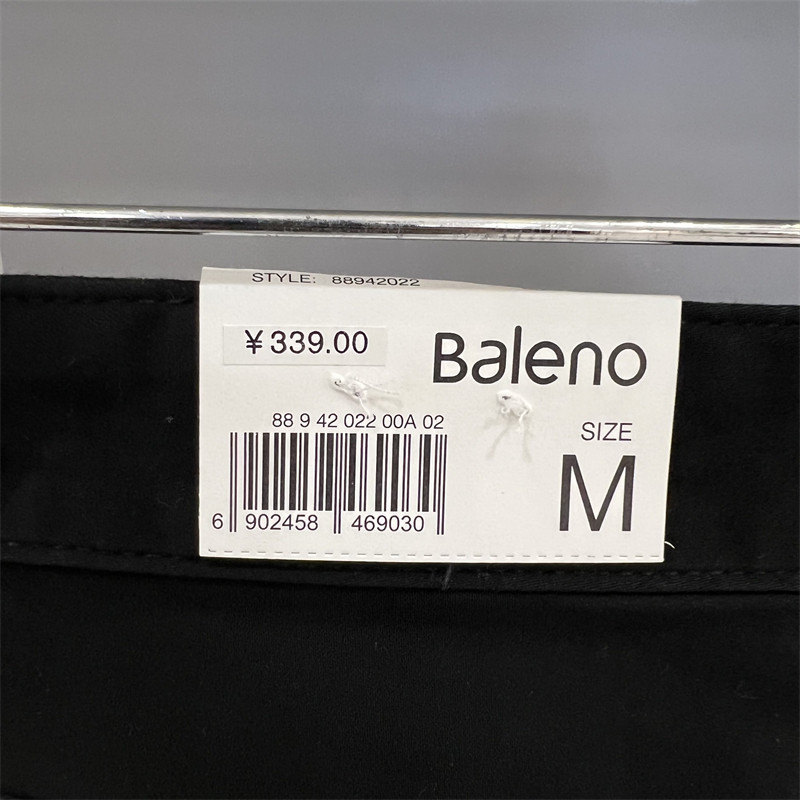 STYLE: 88942022
¥339.00
Baleno
88 9 42 022 00A 02
SIZE
M
6 902458 469030